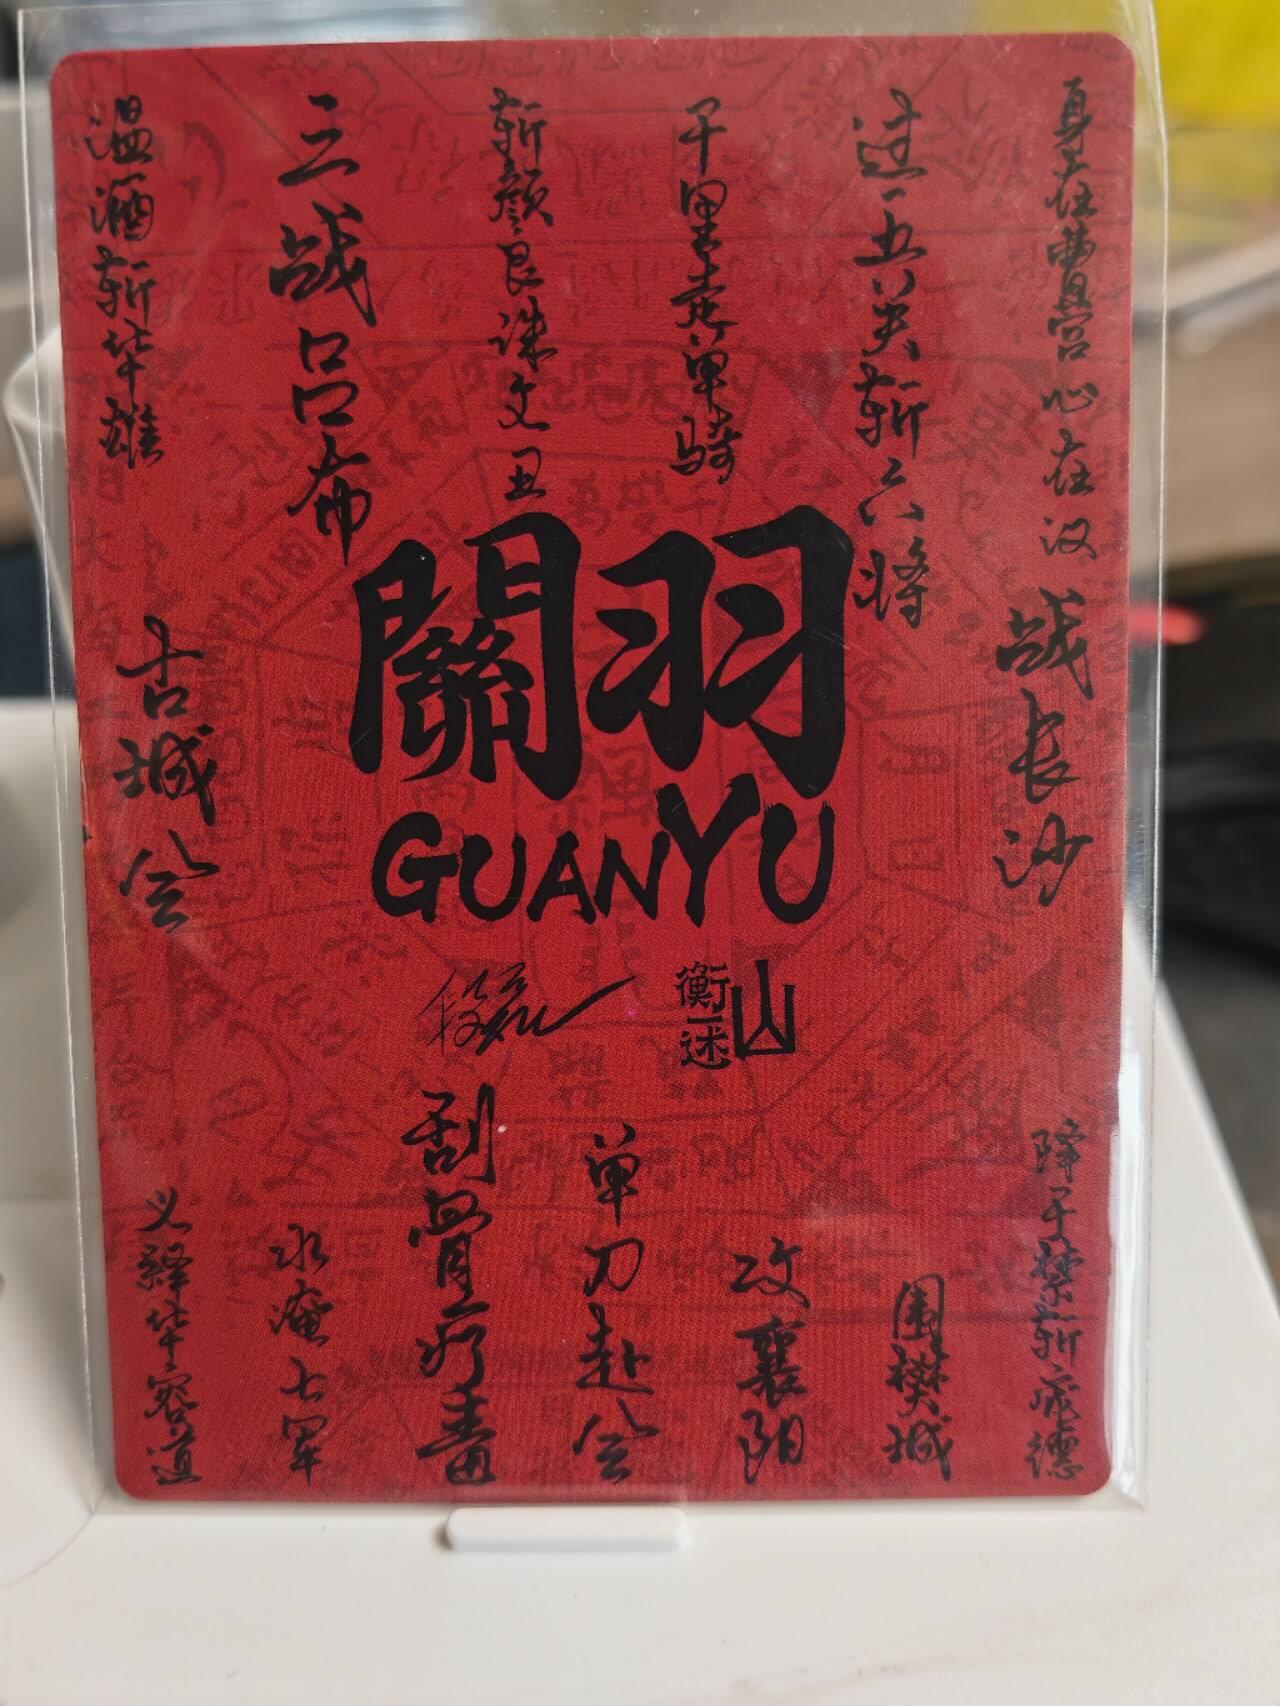 温酒斩华雄
三战吕布
斩颜良诛文丑
千里走单骑
过五关斩六将
身在曹营心在汉
古城会
關羽
GUANYU
战长沙
衡山
迷
义释华容道
水淹七军
刮骨疗毒
单刀赴会
攻襄阳
围樊城
降于禁斩庞德